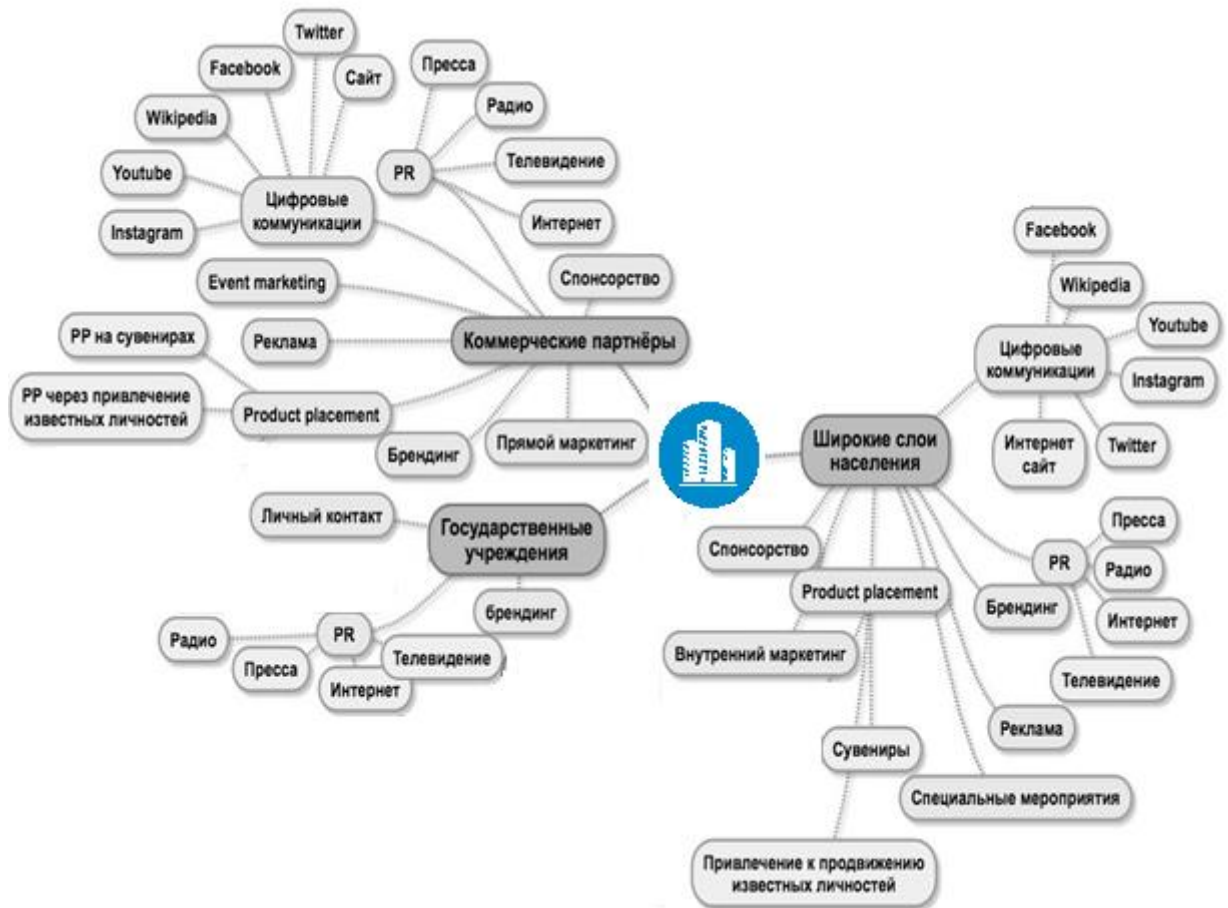 Twitter
Facebook
Сайт
Wikipedia
Youtube
Instagram
Цифровые
коммуникации
Пресса
Радио
PR
Телевидение
Интернет
Event marketing
Спонсорство
Реклама
Коммерческие партнёры
PP на сувенирах
PP через привлечение
известных личностей
Product placement
Брендинг
Прямой маркетинг
Личный контакт
Государственные
учреждения
брендинг
PR
Радио
Пресса
Интернет
Телевидение
Широкие слои
населения
Facebook
Wikipedia
Youtube
Цифровые
коммуникации
Instagram
Интернет
сайт
Twitter
Спонсорство
Product placement
Внутренний маркетинг
Брендинг
PR
Пресса
Радио
Интернет
Телевидение
Реклама
Сувениры
Специальные мероприятия
Привлечение к продвижению
известных личностей